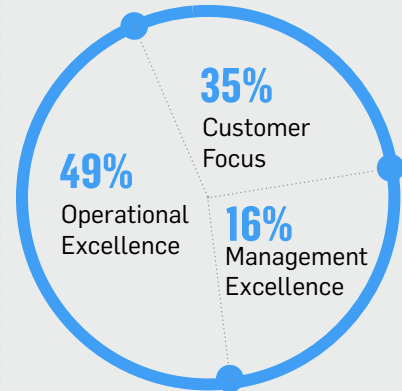 35%
Customer
Focus
49%
Operational
Excellence
16%
Management
Excellence